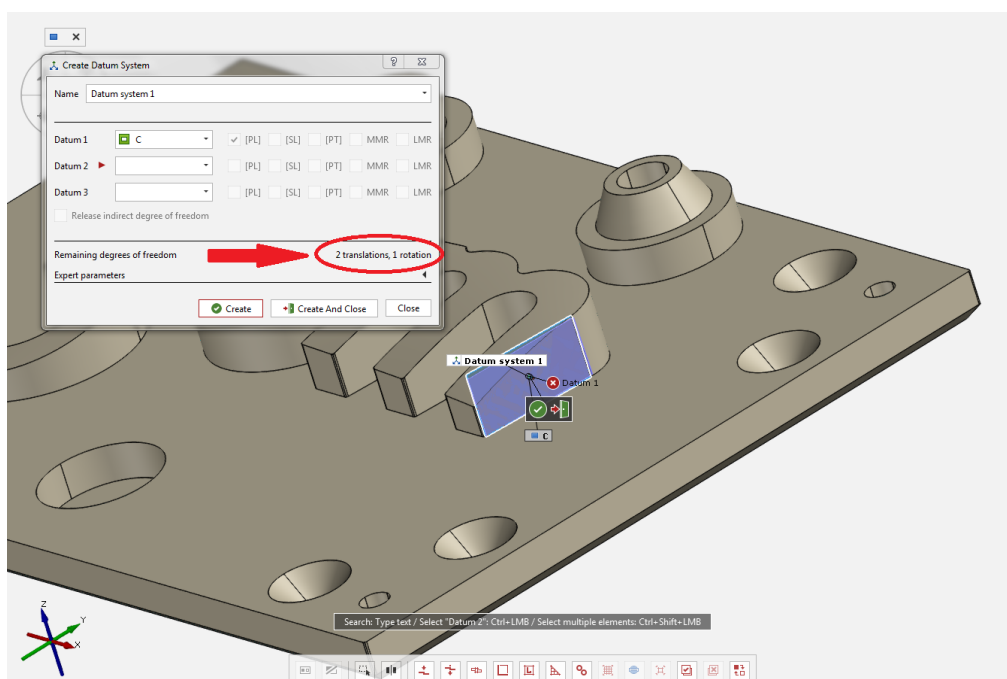 Create Datum System
Name Datum system 1
Datum 1 C [PL] [SL] [PT] MMR LMR
Datum 2 [PL] [SL] [PT] MMR LMR
Datum 3 [PL] [SL] [PT] MMR LMR
Release indirect degree of freedom
Remaining degrees of freedom 2 translations, 1 rotation
Expert parameters
Create Create And Close Close
Datum system 1
Datum 1
C
Z
Y
X
Search: Type text / Select "Datum 2": Ctrl+LMB / Select multiple elements: Ctrl+Shift+LMB